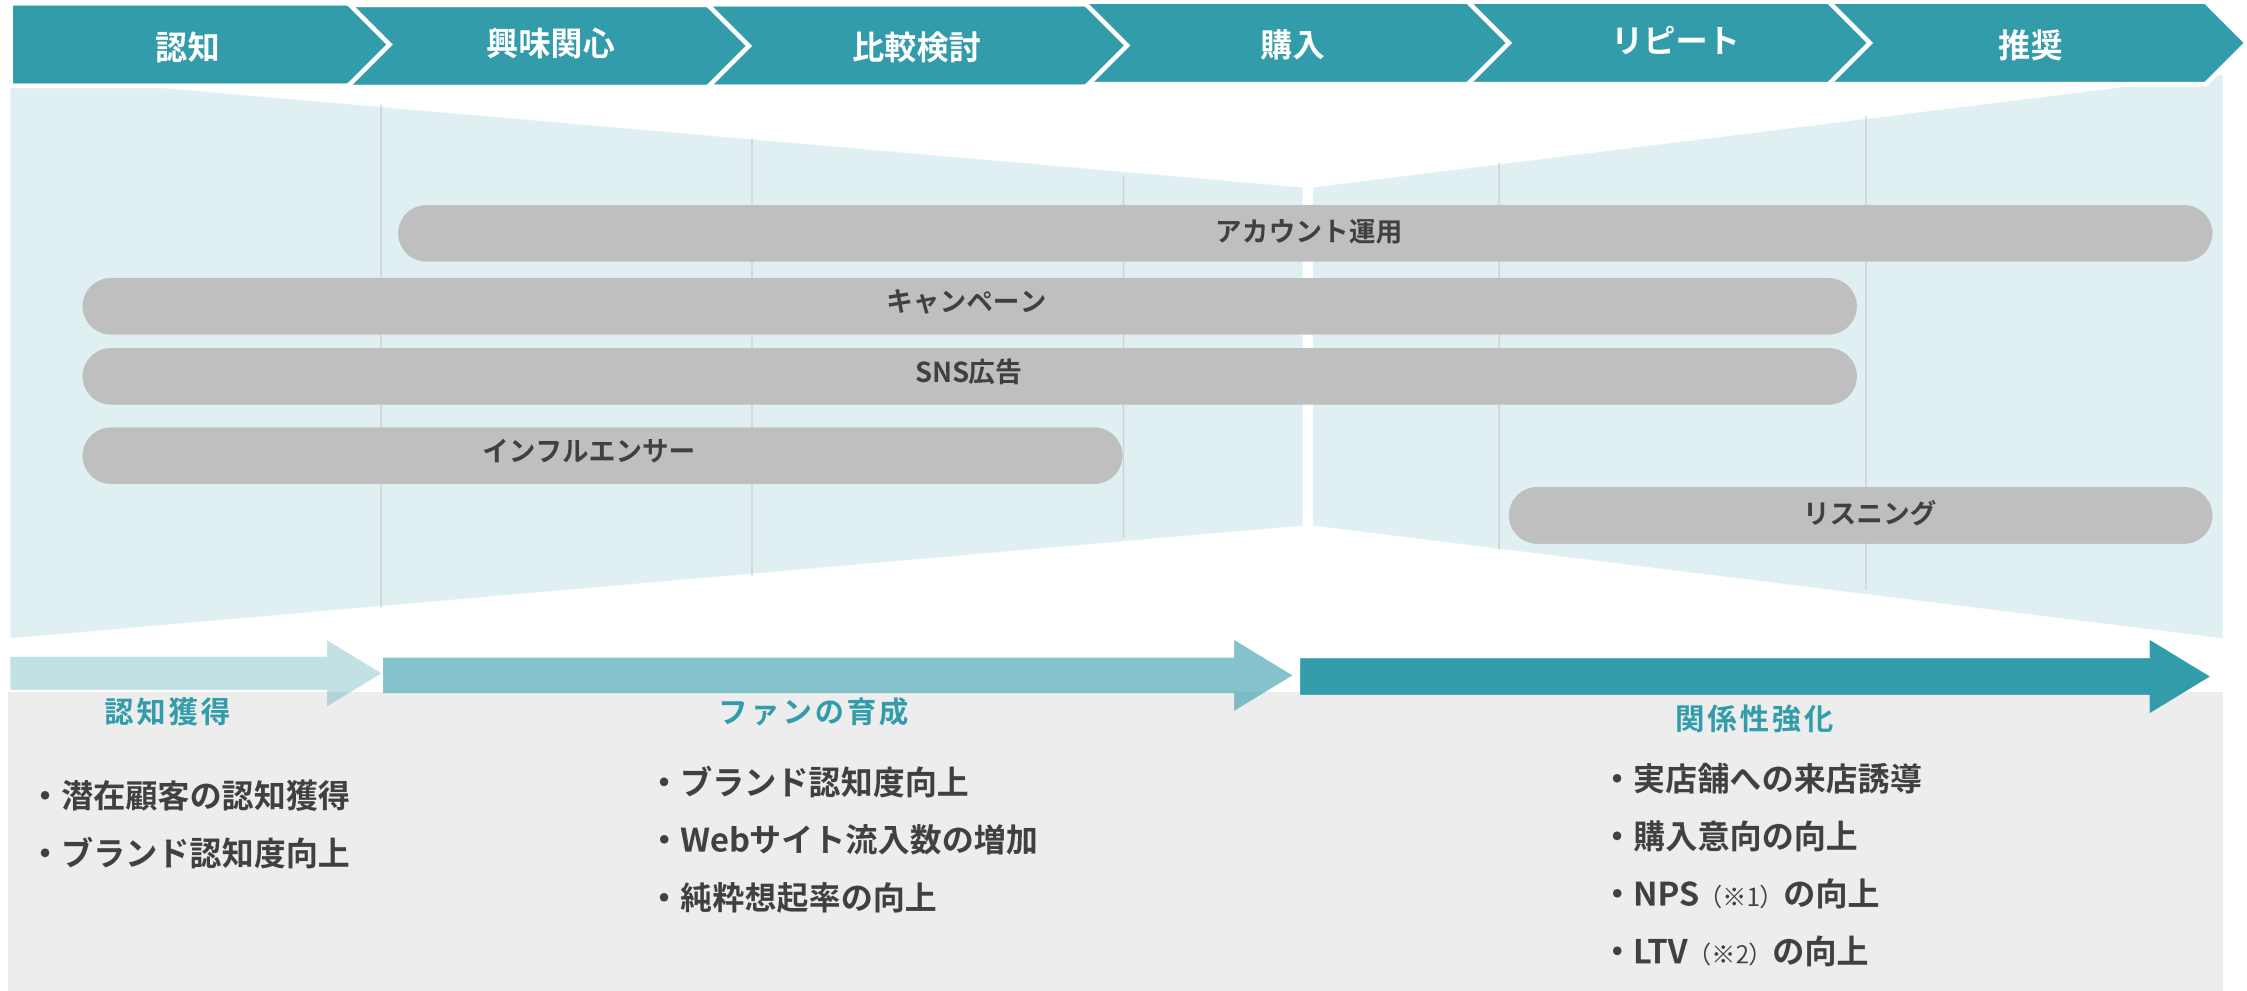 認知
興味関心
比較検討
購入
リピート
推奨
アカウント運用
キャンペーン
SNS広告
インフルエンサー
リスニング
認知獲得
・潜在顧客の認知獲得
・ブランド認知度向上
ファンの育成
・ブランド認知度向上
・Webサイト流入数の増加
・純粋想起率の向上
関係性強化
・実店舗への来店誘導
・購入意向の向上
・NPS（※1）の向上
・LTV（※2）の向上